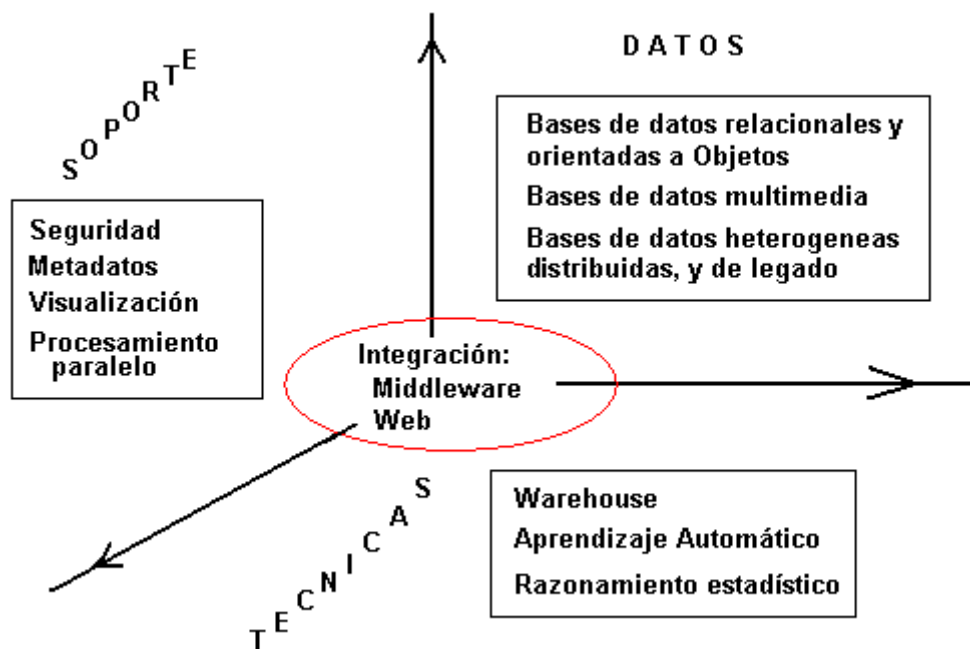 SOPORTE
Seguridad
Metadatos
Visualización
Procesamiento
paralelo
DATOS
Bases de datos relacionales y
orientadas a Objetos
Bases de datos multimedia
Bases de datos heterogeneas
distribuidas, y de legado
Integración:
Middleware
Web
TECNICAS
Warehouse
Aprendizaje Automático
Razonamiento estadístico